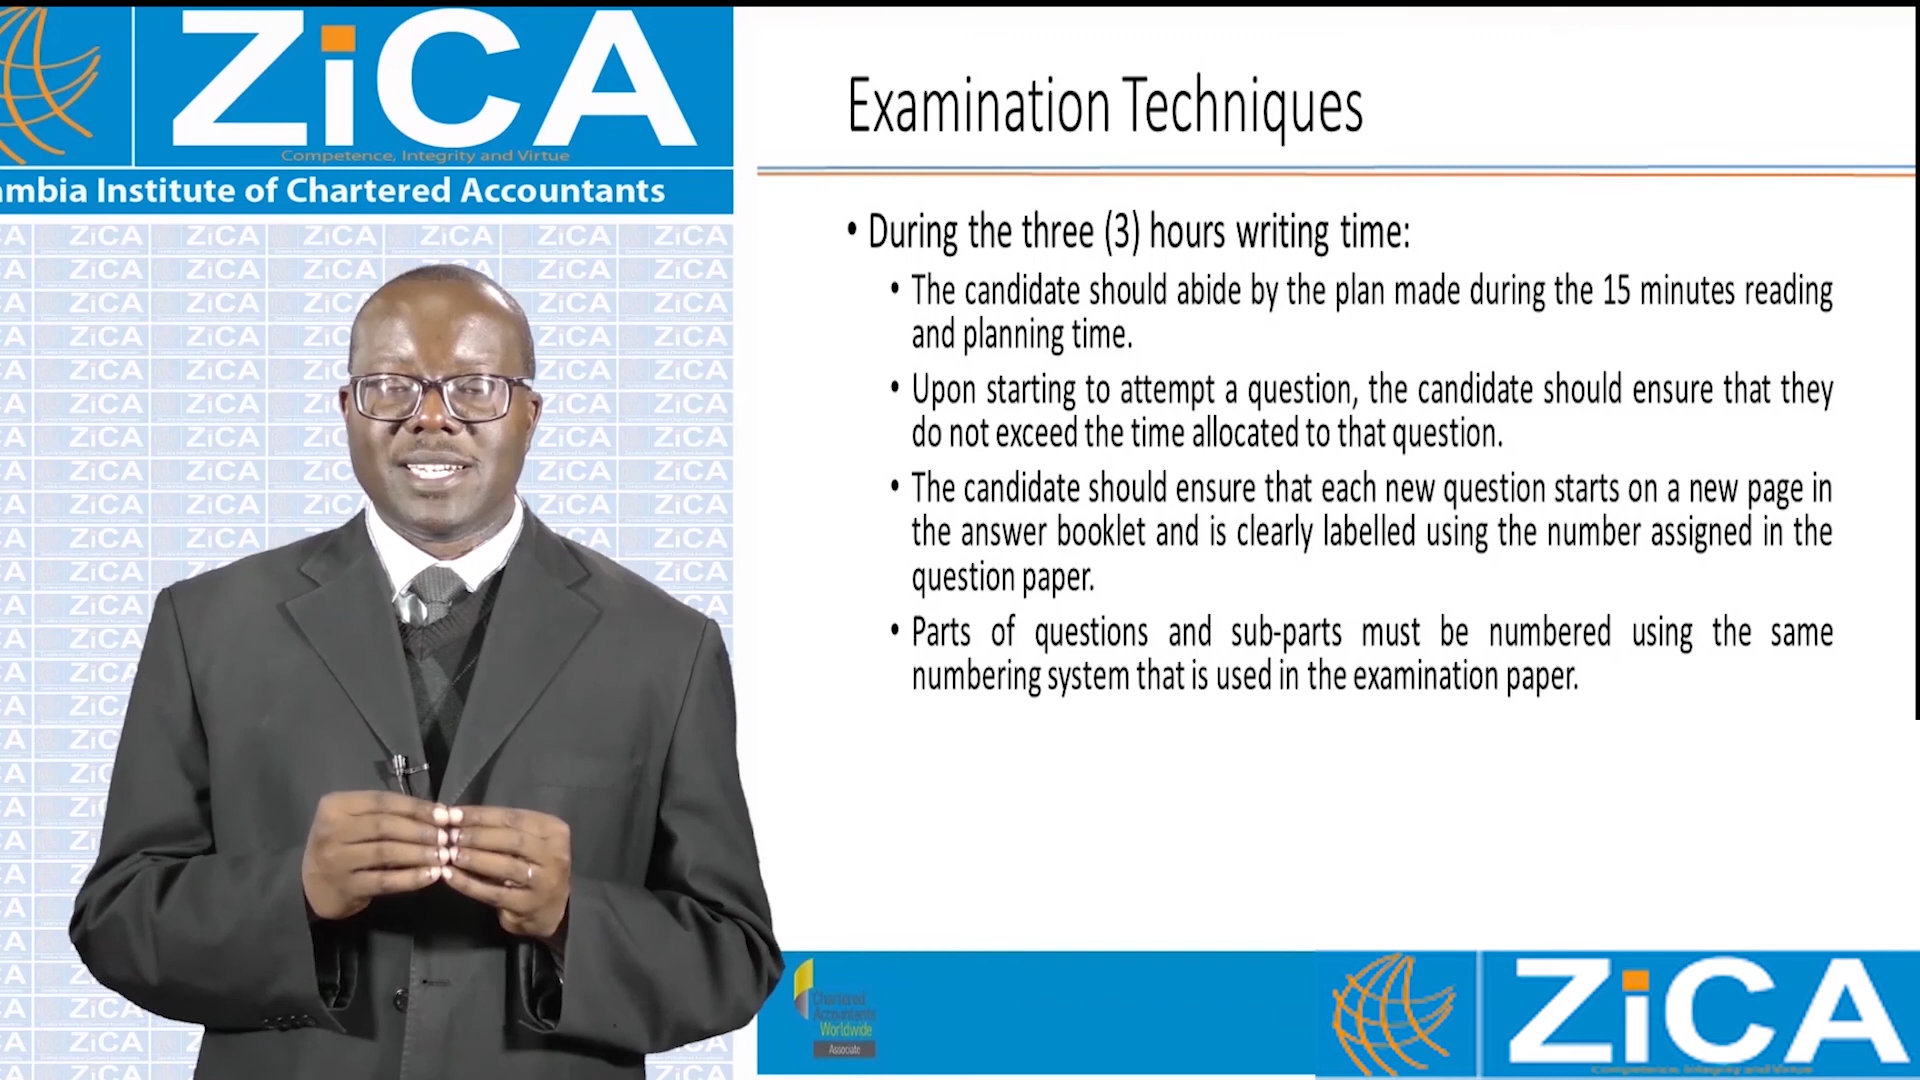 ZiCA
Competence, Integrity and Virtue
ambia Institute of Chartered Accountants
Examination Techniques
• During the three (3) hours writing time:
• The candidate should abide by the plan made during the 15 minutes reading
and planning time.
• Upon starting to attempt a question, the candidate should ensure that they
do not exceed the time allocated to that question.
• The candidate should ensure that each new question starts on a new page in
the answer booklet and is clearly labelled using the number assigned in the
question paper.
• Parts of questions and sub-parts must be numbered using the same
numbering system that is used in the examination paper.
Chartered
Accountants
Worldwide
Associate
ZiCA
Competence, Integrity and Virtue